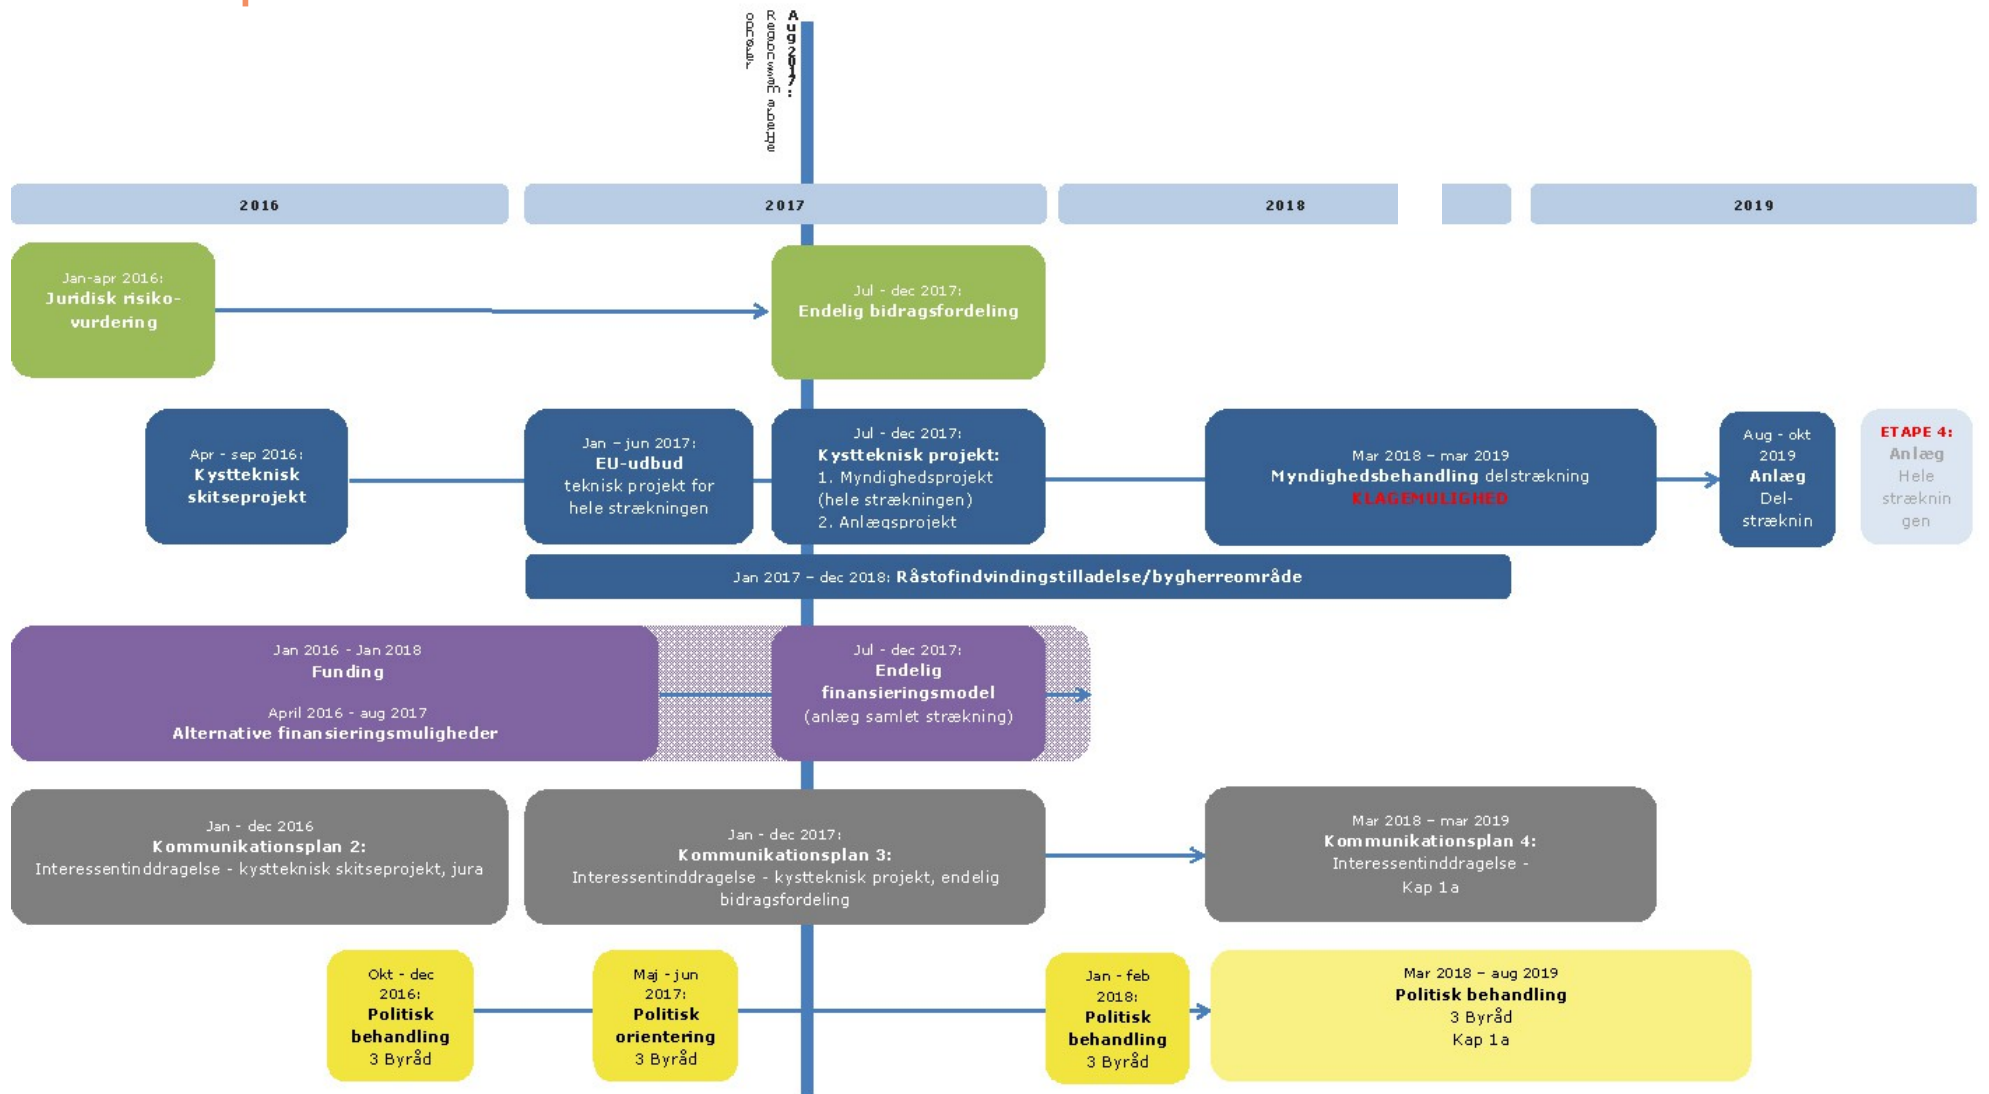 Aug 2017:
2016
2017
2018
2019
Jan-apr 2016:
Juridisk risiko-
vurdering
Jul - dec 2017:
Endelig bidragsfordeling
Apr - sep 2016:
Kystteknisk
skitseprojekt
Jan – jun 2017:
EU-udbud
teknisk projekt for
hele strækningen
Jul - dec 2017:
Kystteknisk projekt:
1. Myndighedsprojekt
(hele strækningen)
2. Anlægsprojekt
Mar 2018 – mar 2019
Myndighedsbehandling delstrækning
KLAGEMULIGHED
Aug - okt
2019
Anlæg
Del-
stræknin
ETAPE 4:
Anlæg
Hele
stræknin
gen
Jan 2017 – dec 2018: Råstofindvindingstilladelse/bygherreområde
Jan 2016 - Jan 2018
Funding
April 2016 - aug 2017
Alternative finansieringsmuligheder
Jul - dec 2017:
Endelig
finansieringsmodel
(anlæg samlet strækning)
Jan - dec 2016
Kommunikationsplan 2:
Interessentinddragelse - kystteknisk skitseprojekt, jura
Jan - dec 2017:
Kommunikationsplan 3:
Interessentinddragelse - kystteknisk projekt, endelig
bidragsfordeling
Mar 2018 – mar 2019
Kommunikationsplan 4:
Interessentinddragelse -
Kap 1a
Okt - dec
2016:
Politisk
behandling
3 Byråd
Maj - jun
2017:
Politisk
orientering
3 Byråd
Jan - feb
2018:
Politisk
behandling
3 Byråd
Mar 2018 – aug 2019
Politisk behandling
3 Byråd
Kap 1a